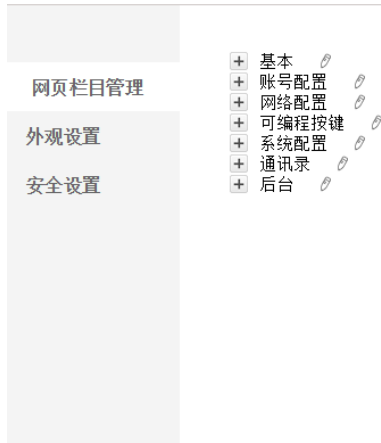 网页栏目管理
外观设置
安全设置
基本
账号配置
网络配置
可编程按键
系统配置
通讯录
后台